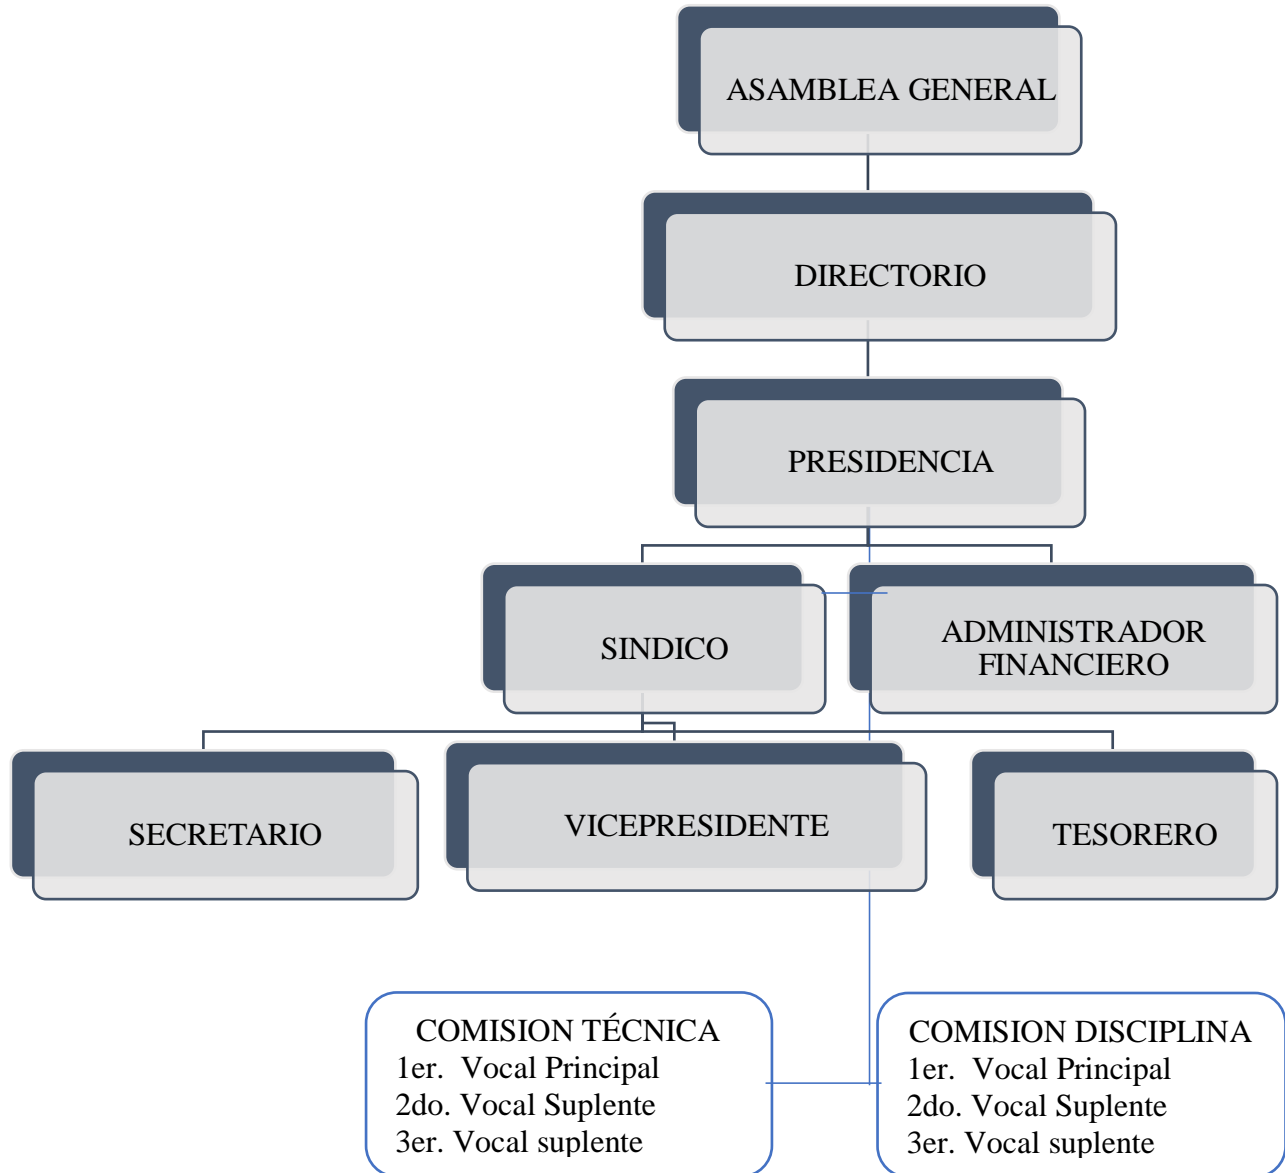 ASAMBLEA GENERAL
DIRECTORIO
PRESIDENCIA
SINDICO
ADMINISTRADOR
FINANCIERO
SECRETARIO
VICEPRESIDENTE
TESORERO
COMISION TÉCNICA
1er. Vocal Principal
2do. Vocal Suplente
3er. Vocal suplente
COMISION DISCIPLINA
1er. Vocal Principal
2do. Vocal Suplente
3er. Vocal suplente